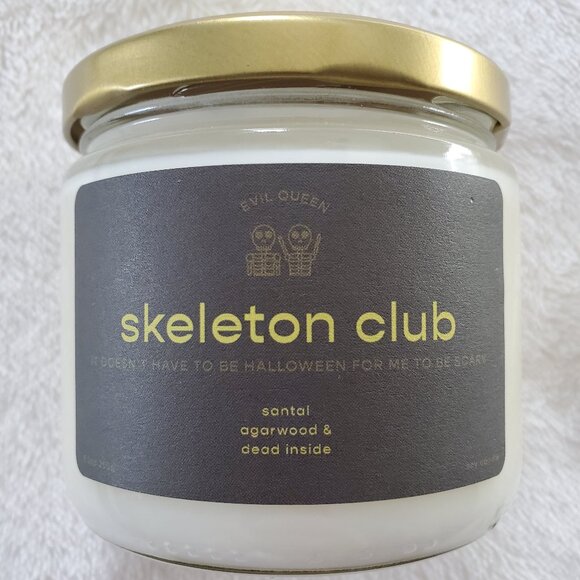 EVIL QUEEN
skeleton club
IT DOESN'T HAVE TO BE HALLOWEEN FOR ME TO BE SCARY
santal
agarwood &
dead inside